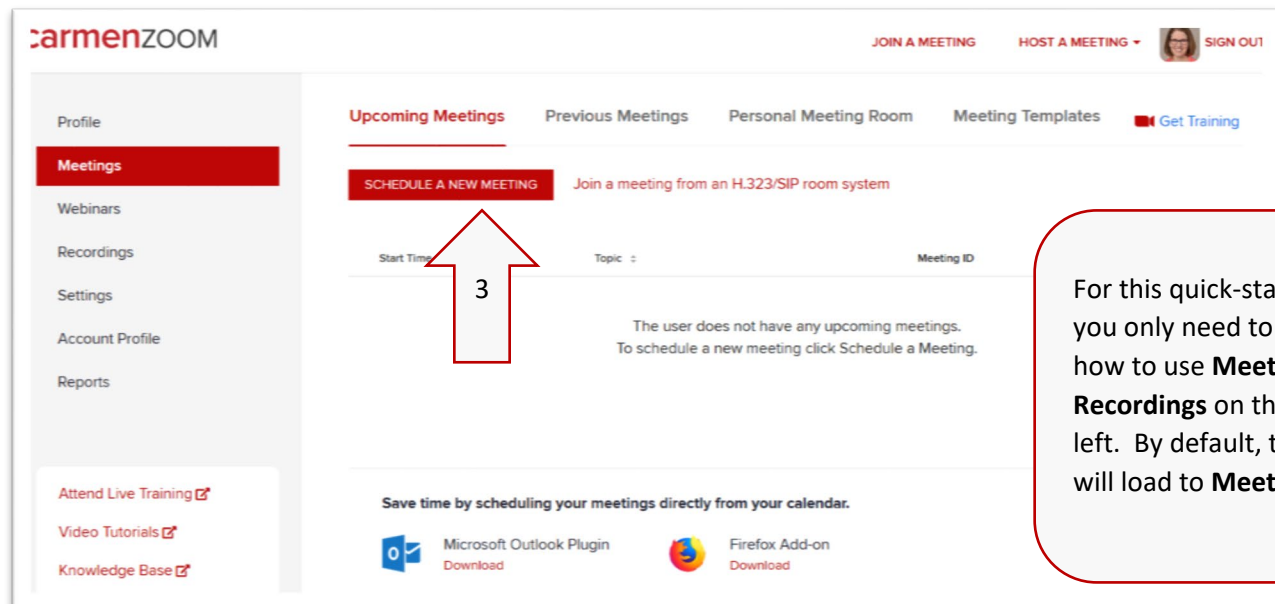 carmenZOOM
JOIN A MEETING HOST A MEETING SIGN OUT
Profile
Meetings
Webinars
Recordings
Settings
Account Profile
Reports
Attend Live Training
Video Tutorials
Knowledge Base
Upcoming Meetings Previous Meetings Personal Meeting Room Meeting Templates Get Training
SCHEDULE A NEW MEETING Join a meeting from an H.323/SIP room system
Start Time Topic Meeting ID
3
The user does not have any upcoming meetings.
To schedule a new meeting click Schedule a Meeting.
Save time by scheduling your meetings directly from your calendar.
Microsoft Outlook Plugin
Download
Firefox Add-on
Download
For this quick-sta
you only need to
how to use Meet
Recordings on th
left. By default, t
will load to Meet